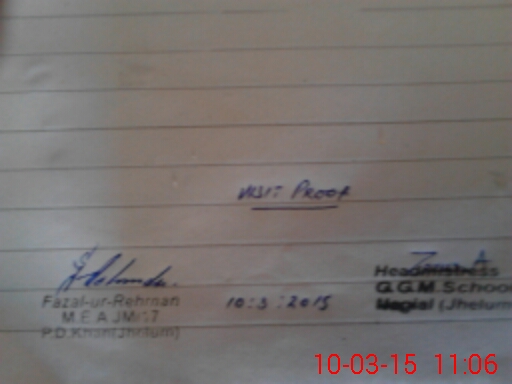 VISIT PROOF
Fazal-ur-Rehman
M.E.A JM/17
P.D.Khan(Jhelum)
10:3:2015
Headmistress
G.G.M.School
(Jhelum
10-03-15 11:06